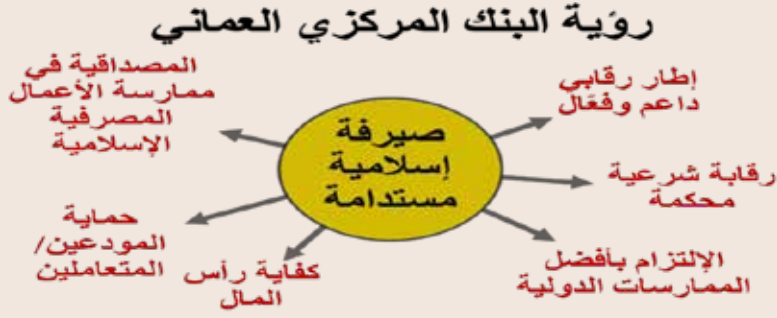 رؤية البنك المركزي العماني
إطار رقابي
داعم وفعّال
رقابة شرعية
محكمة
الإلتزام بأفضل
الممارسات الدولية
صيرفة
إسلامية
مستدامة
المصداقية في
ممارسة الأعمال
المصرفية
الإسلامية
حماية
المودعين/
المتعاملين
كفاية رأس
المال